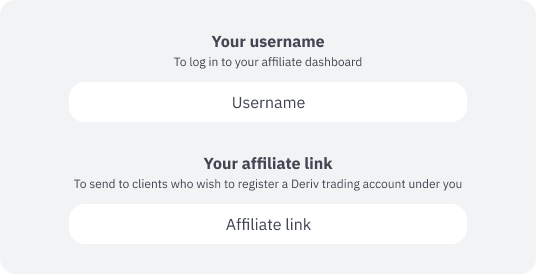 Your username
To log in to your affiliate dashboard
Username
Your affiliate link
To send to clients who wish to register a Deriv trading account under you
Affiliate link